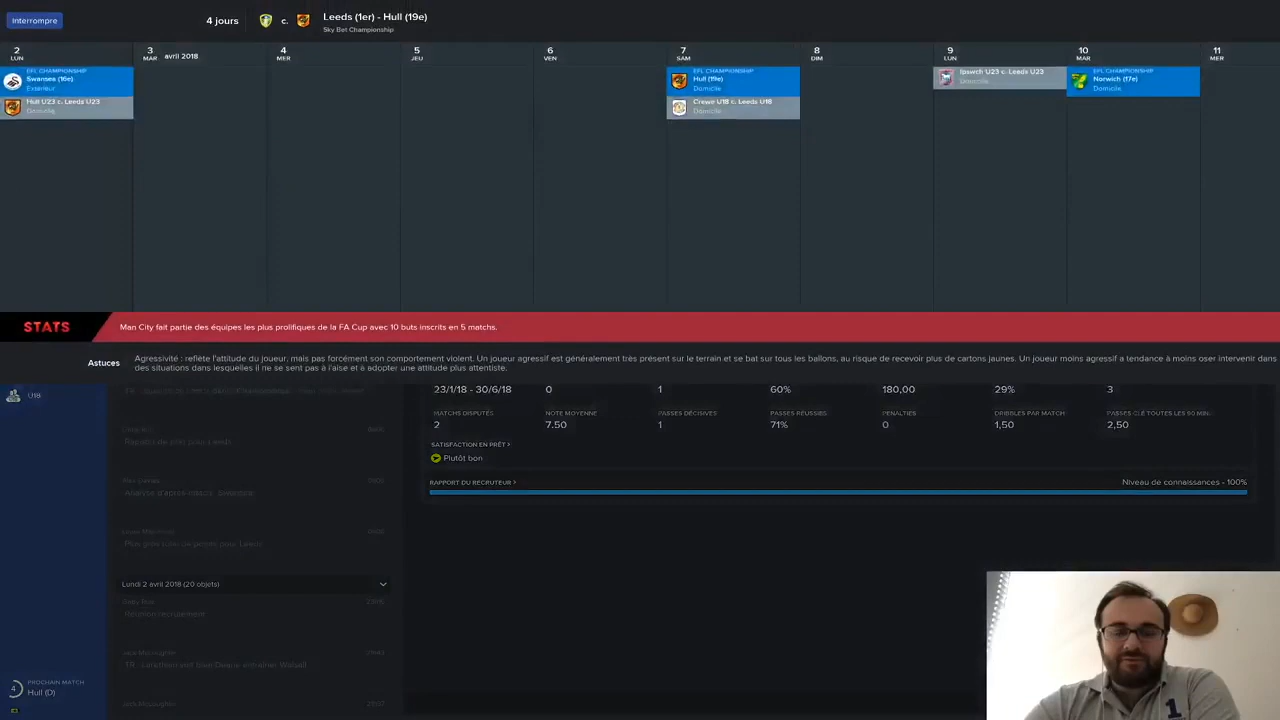 Interrompre
4 jours
c.
Leeds (1er) - Hull (19e)
Sky Bet Championship
2
LUN
3
MAR
avril 2018
4
MER
5
JEU
6
VEN
7
SAM
8
DIM
9
LUN
10
MAR
11
MER
EFL CHAMPIONSHIP
Swansea (16e)
Extérieur
Hull U23 c. Leeds U23
Domicile
EFL CHAMPIONSHIP
Hull (19e)
Domicile
Crewe U18 c. Leeds U18
Domicile
Ipswich U23 c. Leeds U23
Domicile
EFL CHAMPIONSHIP
Norwich (17e)
Domicile
STATS
Man City fait partie des équipes les plus prolifiques de la FA Cup avec 10 buts inscrits en 5 matchs.
Astuces
Agressivité : reflète l'attitude du joueur, mais pas forcément son comportement violent. Un joueur agressif est généralement très présent sur le terrain et se bat sur tous les ballons, au risque de recevoir plus de cartons jaunes. Un joueur moins agressif a tendance à moins oser intervenir dans
des situations dans lesquelles il ne se sent pas à l'aise et à adopter une attitude plus attentiste.
U18
23/1/18 - 30/6/18
0
1
60%
180,00
29%
3
MATCHS DISPUTÉS
NOTE MOYENNE
PASSES DÉCISIVES
PASSES RÉUSSIES
PENALTIES
DRIBBLES PAR MATCH
PASSES CLÉ TOUTES LES 90 MIN.
2
7.50
1
71%
0
1,50
2,50
SATISFACTION EN PRÊT >
Plutôt bon
RAPPORT DU RECRUTEUR >
Niveau de connaissances - 100%
Lundi 2 avril 2018 (20 objets)
Réunion recrutement
PROCHAIN MATCH
4
Hull (D)
1